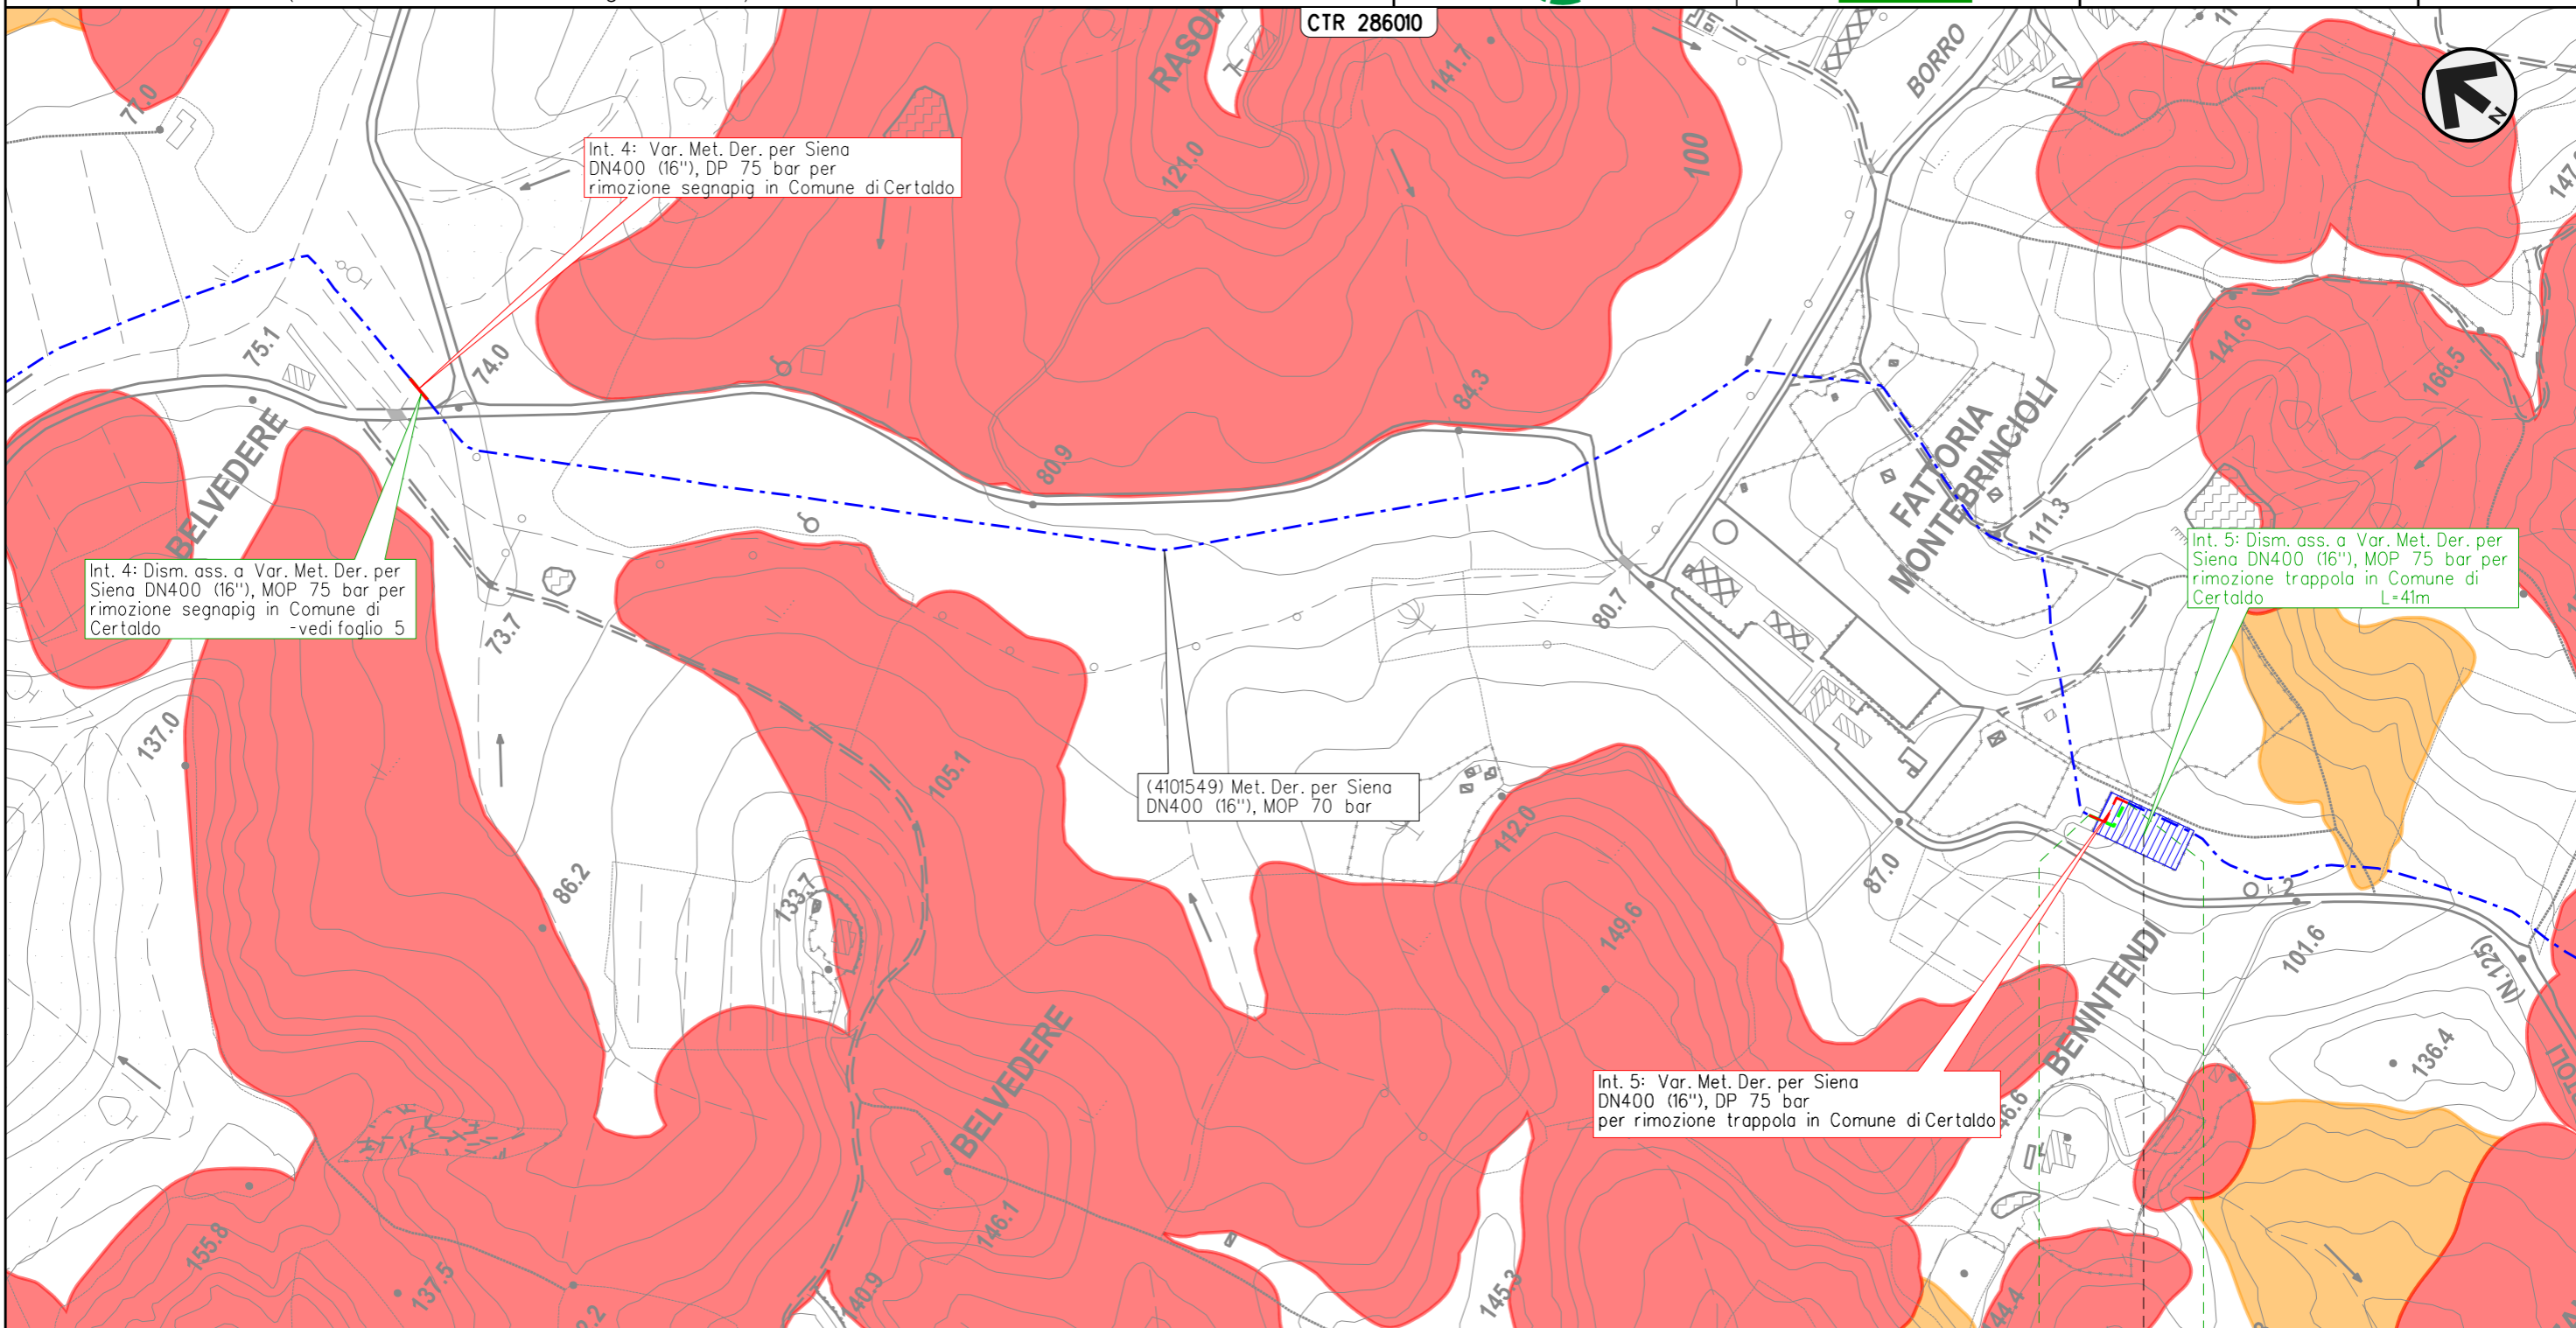 CTR 286010
BORRO
N
77.0
141.7
121.0
100
Int. 4: Var. Met. Der. per Siena
DN400 (16"), DP 75 bar per
rimozione segnapig in Comune di Certaldo
75.1
74.0
84.3
80.9
141.6
166.5
BELVEDERE
FATTORIA
MONTEBRINCIOLI
111.3
Int. 4: Dism. ass. a Var. Met. Der. per
Siena DN400 (16"), MOP 75 bar per
rimozione segnapig in Comune di
Certaldo -vedi foglio 5
Int. 5: Dism. ass. a Var. Met. Der. per
Siena DN400 (16"), MOP 75 bar per
rimozione trappola in Comune di
Certaldo L=41m
73.7
80.7
137.0
105.1
(4101549) Met. Der. per Siena
DN400 (16"), MOP 70 bar
112.0
86.2
133.7
87.0
k 2
149.6
101.6
(N.125)
BENINTENDI
BELVEDERE
136.4
Int. 5: Var. Met. Der. per Siena
DN400 (16"), DP 75 bar
per rimozione trappola in Comune di Certaldo
155.8
146.1
137.5
140.9
145.3